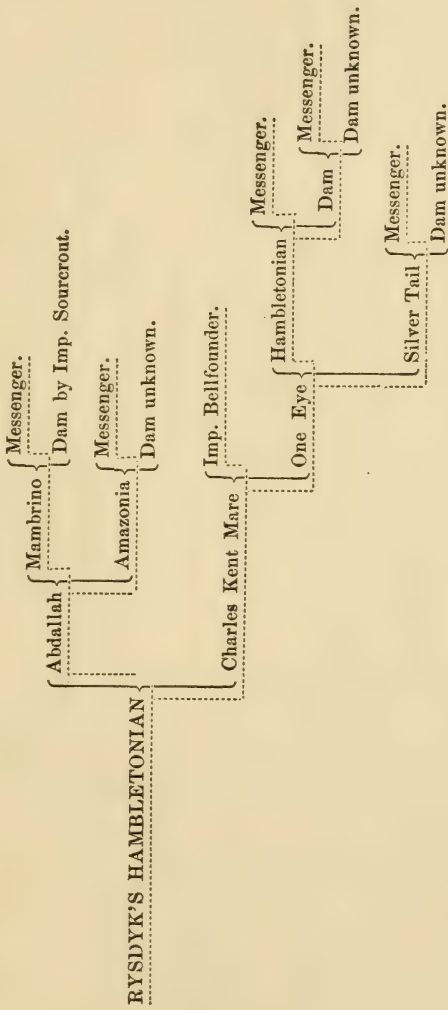 RYSDYK'S HAMBLETONIAN
Abdallah
Mambrino
Messenger.
Dam by Imp. Sourcrout.
Amazonia
Messenger.
Dam unknown.
Charles Kent Mare
Imp. Bellfounder.
One Eye
Hambletonian
Messenger.
Dam
Messenger.
Dam unknown.
Silver Tail
Messenger.
Dam unknown.